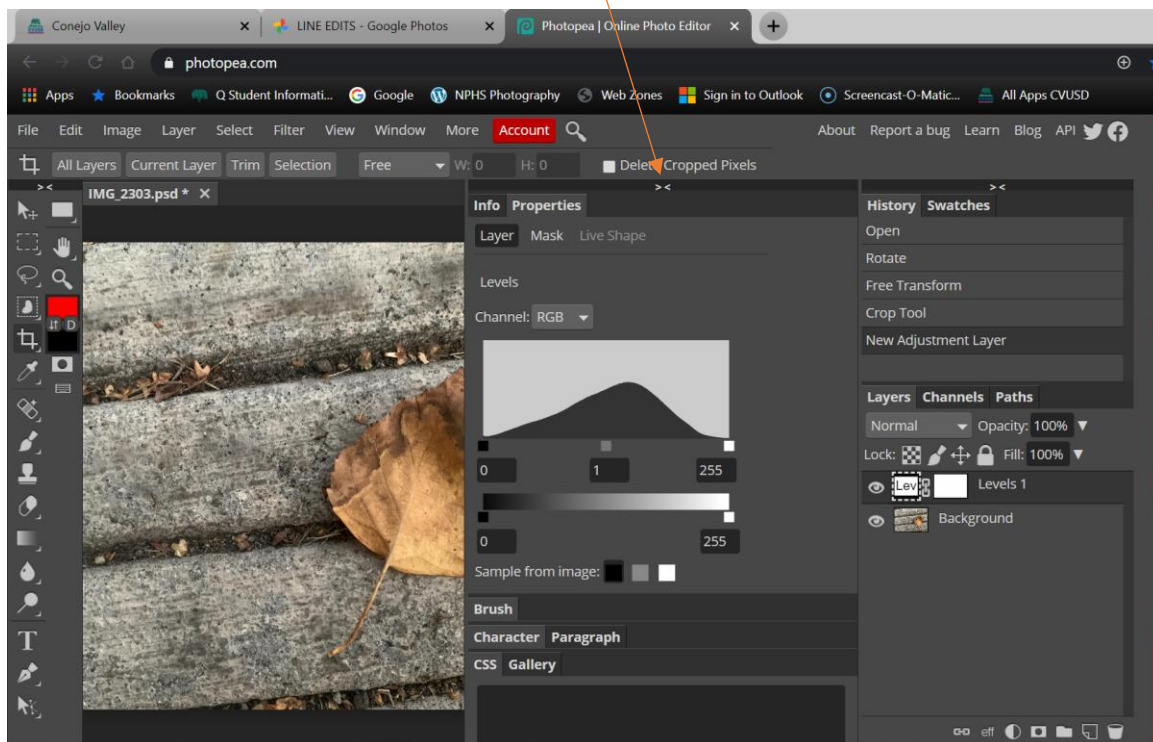 Conejo Valley × LINE EDITS - Google Photos × Photopea | Online Photo Editor × +
photopea.com
Apps Bookmarks Q Student Informati... Google NPHS Photography Web Zones Sign in to Outlook Screencast-O-Matic... All Apps CVUSD
File Edit Image Layer Select Filter View Window More Account About Report a bug Learn Blog API
All Layers Current Layer Trim Selection Free W: 0 H: 0 Delete Cropped Pixels
> < > < > <
IMG_2303.psd * × Info Properties History Swatches
Layer Mask Live Shape Open
Rotate
Levels Free Transform
Channel: RGB Crop Tool
D New Adjustment Layer
Layers Channels Paths
Normal Opacity: 100% ▼
Lock: Fill: 100% ▼
0 1 255 Lev Levels 1
Background
0 255
Sample from image:
Brush
Character Paragraph
T CSS Gallery
eff